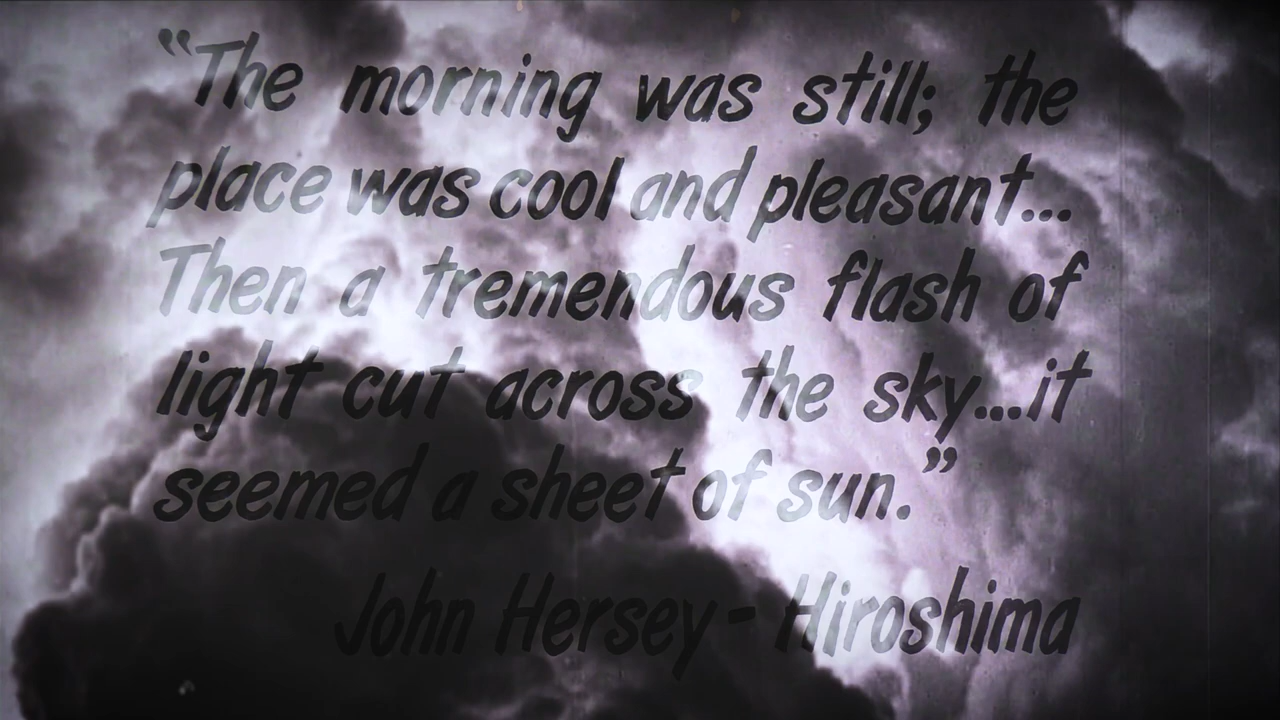 “The morning was still; the
place was cool and pleasant...
Then a tremendous flash of
light cut across the sky...it
seemed a sheet of sun.”
John Hersey - Hiroshima